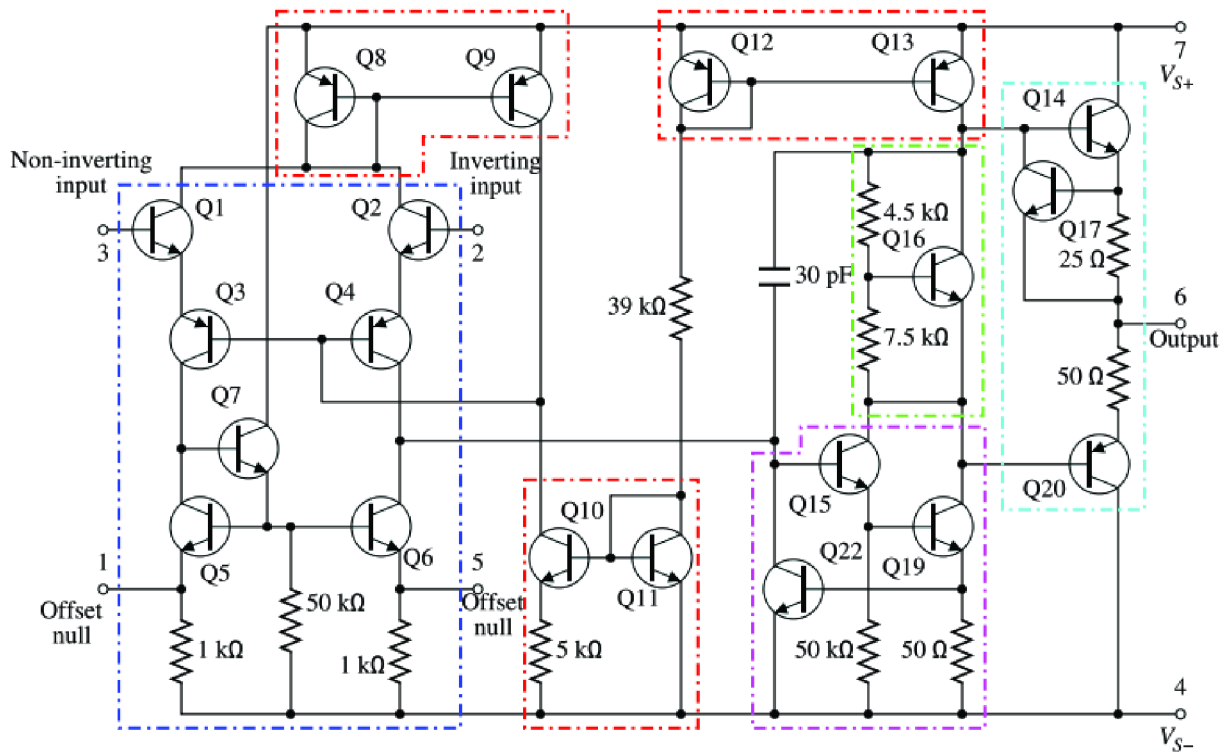 Q8
Q9
Q12
Q13
7
V_S+
Q14
Non-inverting
input
Inverting
input
Q1
Q2
3
2
4.5 kΩ
Q16
Q17
25 Ω
30 pF
Q3
Q4
39 kΩ
7.5 kΩ
6
Output
50 Ω
Q7
Q15
Q20
Q10
Q22
Q19
1
Q5
Q6
5
Q11
Offset
null
50 kΩ
Offset
null
1 kΩ
1 kΩ
5 kΩ
50 kΩ
50 Ω
4
V_S−